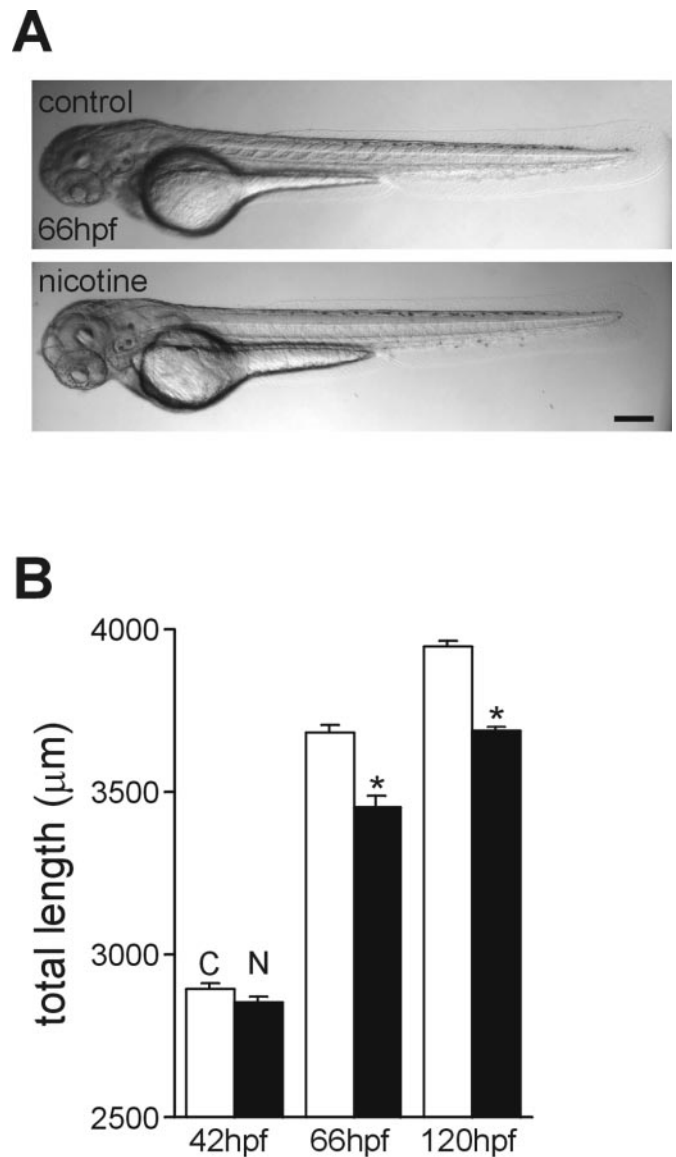 A
control
66hpf
nicotine
B
total length (μm)
4000
3500
3000
2500
C N
*
*
42hpf 66hpf 120hpf